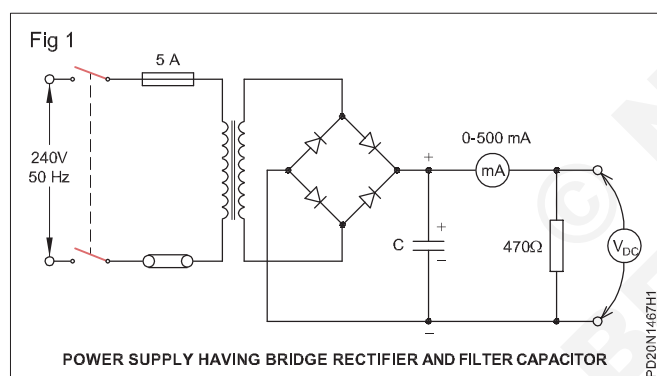 Fig 1
5 A
240V
50 Hz
0-500 mA
+
mA
+
C
–
470Ω
V_DC
–
POWER SUPPLY HAVING BRIDGE RECTIFIER AND FILTER CAPACITOR
PD20N1467H1